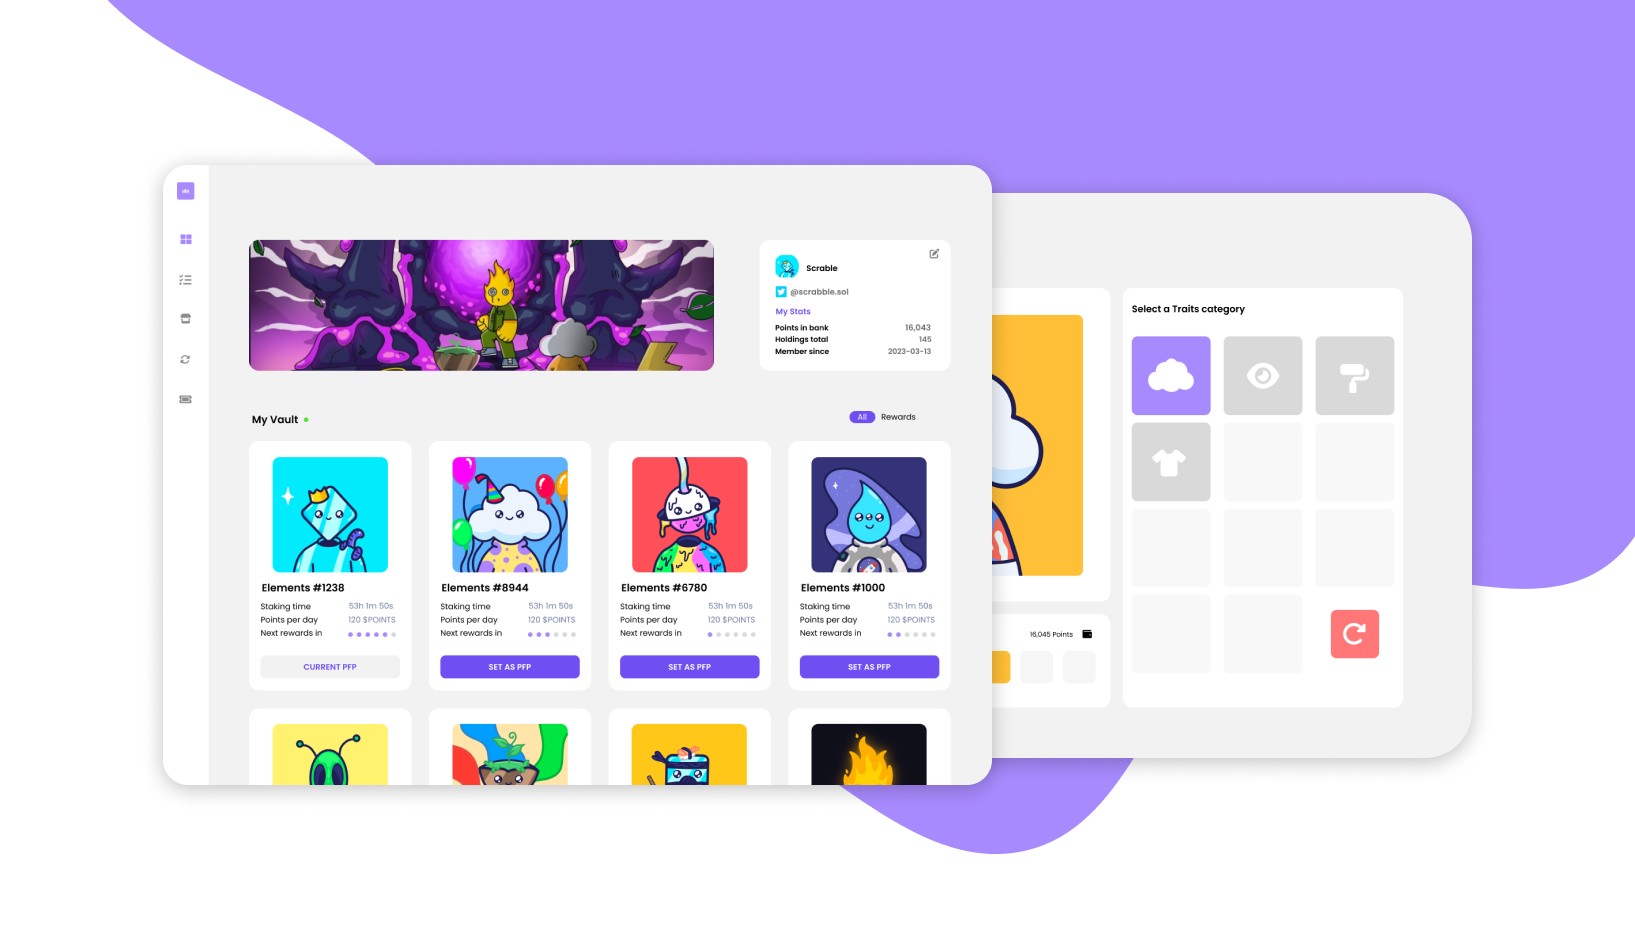 Scrable
@scrabble.sol
My Stats
Points in bank 16,043
Holdings total 145
Member since 2023-03-13
My Vault
All Rewards
Elements #1238
Staking time 53h 1m 50s
Points per day 120 $POINTS
Next rewards in
CURRENT PFP
Elements #8944
Staking time 53h 1m 50s
Points per day 120 $POINTS
Next rewards in
SET AS PFP
Elements #6780
Staking time 53h 1m 50s
Points per day 120 $POINTS
Next rewards in
SET AS PFP
Elements #1000
Staking time 53h 1m 50s
Points per day 120 $POINTS
Next rewards in
SET AS PFP
Select a Traits category
16,045 Points